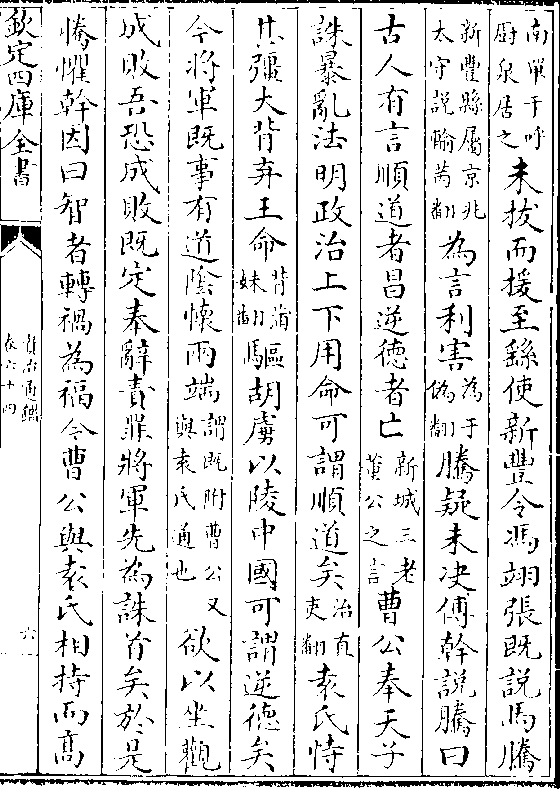 南單于呼廚泉居之未拔而援至繇使新豐令馮翊張既説馬騰
新豐縣屬京兆太守説輸芮翻為言利害為于偽翻騰疑未決傅幹説騰曰
古人有言順道者昌逆德者亡新城三老董公之言曹公奉天子
誅暴亂法明政治上下用命可謂順道矣治直吏翻袁氏恃
其彊大背弃王命背蒲妹翻驅胡虜以陵中國可謂逆德矣
今將軍既事有道陰懷兩端謂既附曹公又與袁氏通也欲以坐觀
成敗吾恐成敗既定奉辭責罪將軍先為誅首矣於是
騰懼幹因曰智者轉禍為福今曹公與袁氏相持而高
欽定四庫全書
資治通鑑
卷六十四
六